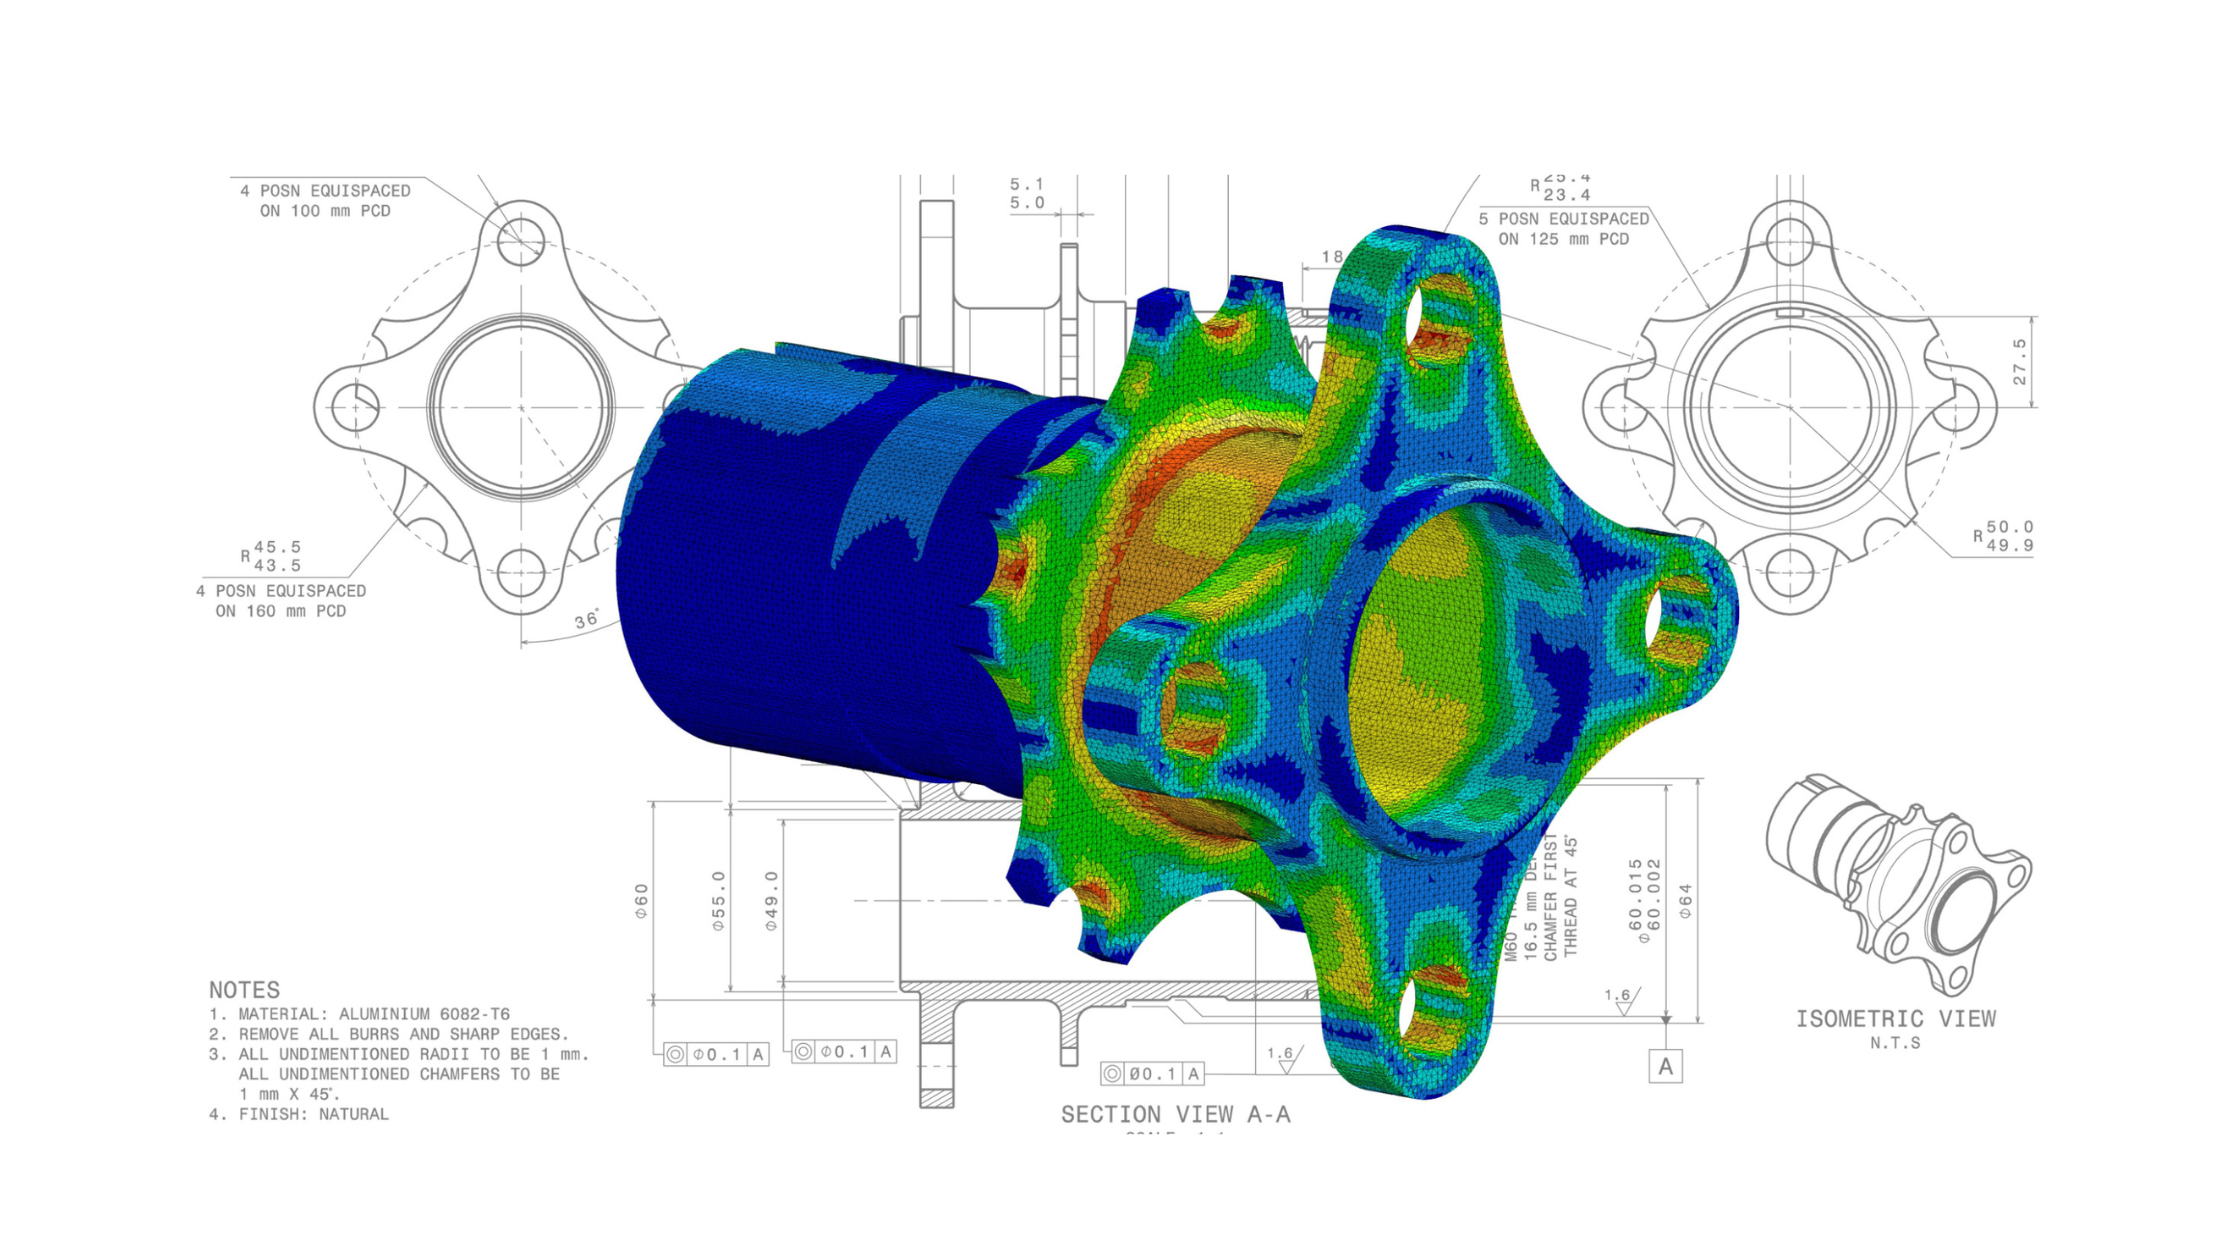 4 POSN EQUISPACED
ON 100 mm PCD
5.1
5.0
18
R 25.4
23.4
5 POSN EQUISPACED
ON 125 mm PCD
27.5
R 45.5
43.5
4 POSN EQUISPACED
ON 160 mm PCD
36°
R 50.0
49.9
Φ60
Φ55.0
Φ49.0
M60
16.5 mm
CHAMFER FIRST
THREAD AT 45°
Φ 60.015
60.002
Φ64
1.6
A
◎ Φ0.1 A
◎ Φ0.1 A
◎ Ø0.1 A
1.6
SECTION VIEW A-A
ISOMETRIC VIEW
N.T.S
NOTES
1. MATERIAL: ALUMINIUM 6082-T6
2. REMOVE ALL BURRS AND SHARP EDGES.
3. ALL UNDIMENTIONED RADII TO BE 1 mm.
ALL UNDIMENTIONED CHAMFERS TO BE
1 mm X 45°.
4. FINISH: NATURAL